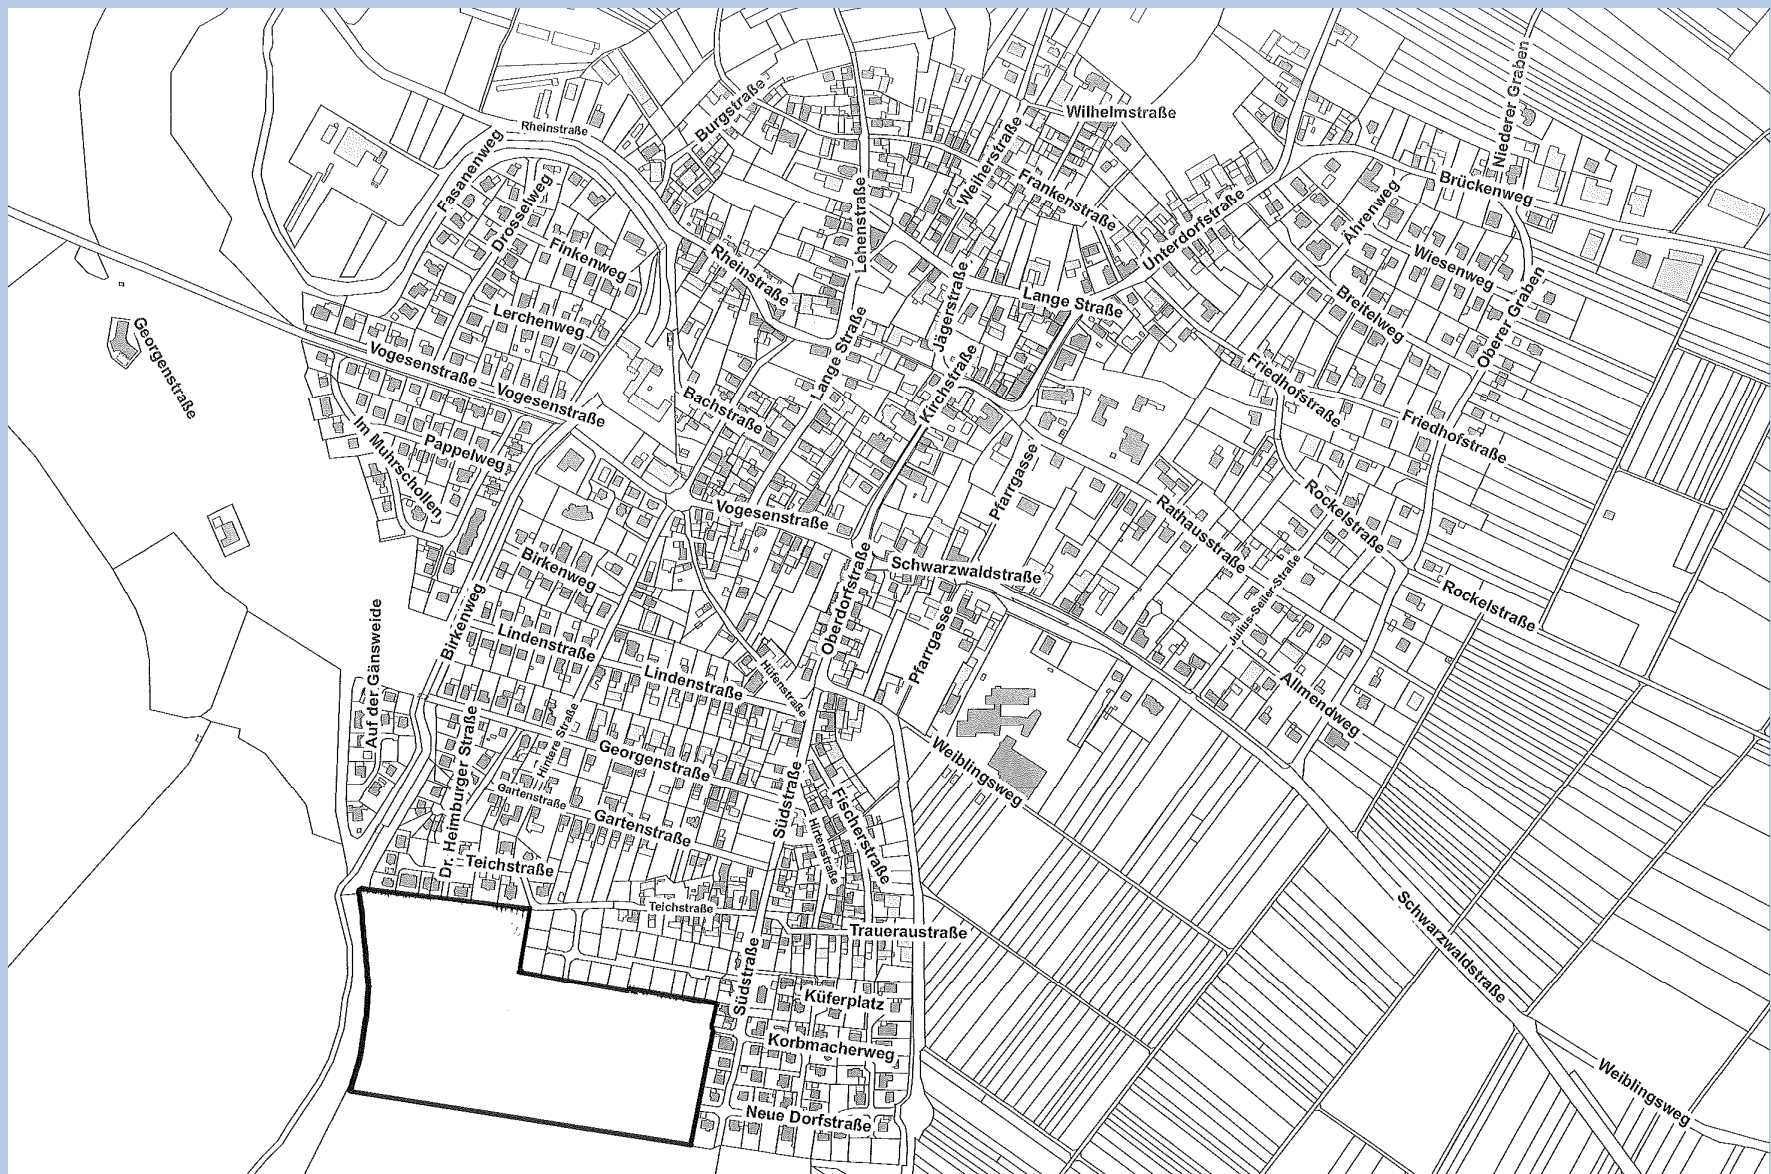 Niederer Graben
Burgstraße
Wilhelmstraße
Rheinstraße
Fasanenweg
Weiherstraße
Drosselweg
Frankenstraße
Brückenweg
Lehenstraße
Ährenweg
Unterdorfstraße
Finkenweg
Rheinstraße
Wiesenweg
Lange Straße
Jägerstraße
Breitelweg
Oberer Graben
Lerchenweg
Georgenstraße
Lange Straße
Vogesenstraße
Kirchstraße
Friedhofstraße
Vogesenstraße
Bachstraße
Friedhofstraße
Im Muhrschollen
Pappelweg
Pfarrgasse
Rockelstraße
Rathausstraße
Vogesenstraße
Birkenweg
Schwarzwaldstraße
Oberdorfstraße
Julius-Seiler-Straße
Rockelstraße
Birkenweg
Auf der Gänsweide
Lindenstraße
Pfarrgasse
Lindenstraße
Hüfenstraße
Allmendweg
Dr. Heimburger Straße
Hintere Straße
Georgenstraße
Weiblingsweg
Gartenstraße
Südstraße
Fischerstraße
Gartenstraße
Hirtenstraße
Teichstraße
Teichstraße
Traueraustraße
Schwarzwaldstraße
Südstraße
Küferplatz
Korbmacherweg
Weiblingsweg
Neue Dorfstraße